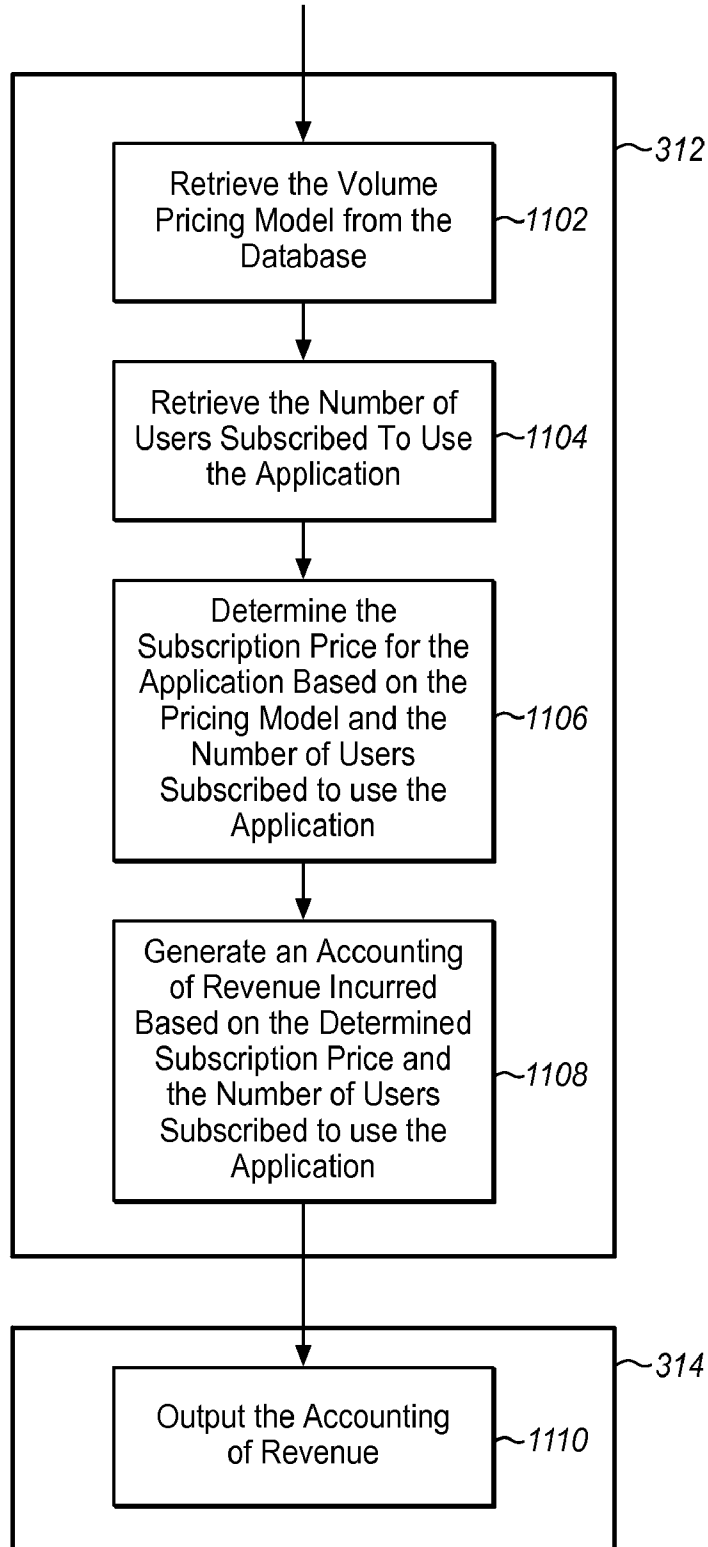 312
Retrieve the Volume
Pricing Model from the
Database
1102
Retrieve the Number of
Users Subscribed To Use
the Application
1104
Determine the
Subscription Price for the
Application Based on the
Pricing Model and the
Number of Users
Subscribed to use the
Application
1106
Generate an Accounting
of Revenue Incurred
Based on the Determined
Subscription Price and
the Number of Users
Subscribed to use the
Application
1108
314
Output the Accounting
of Revenue
1110